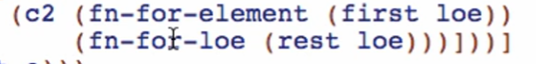 (c2 (fn-for-element (first loe))
(fn-for-loe (rest loe)))]))]